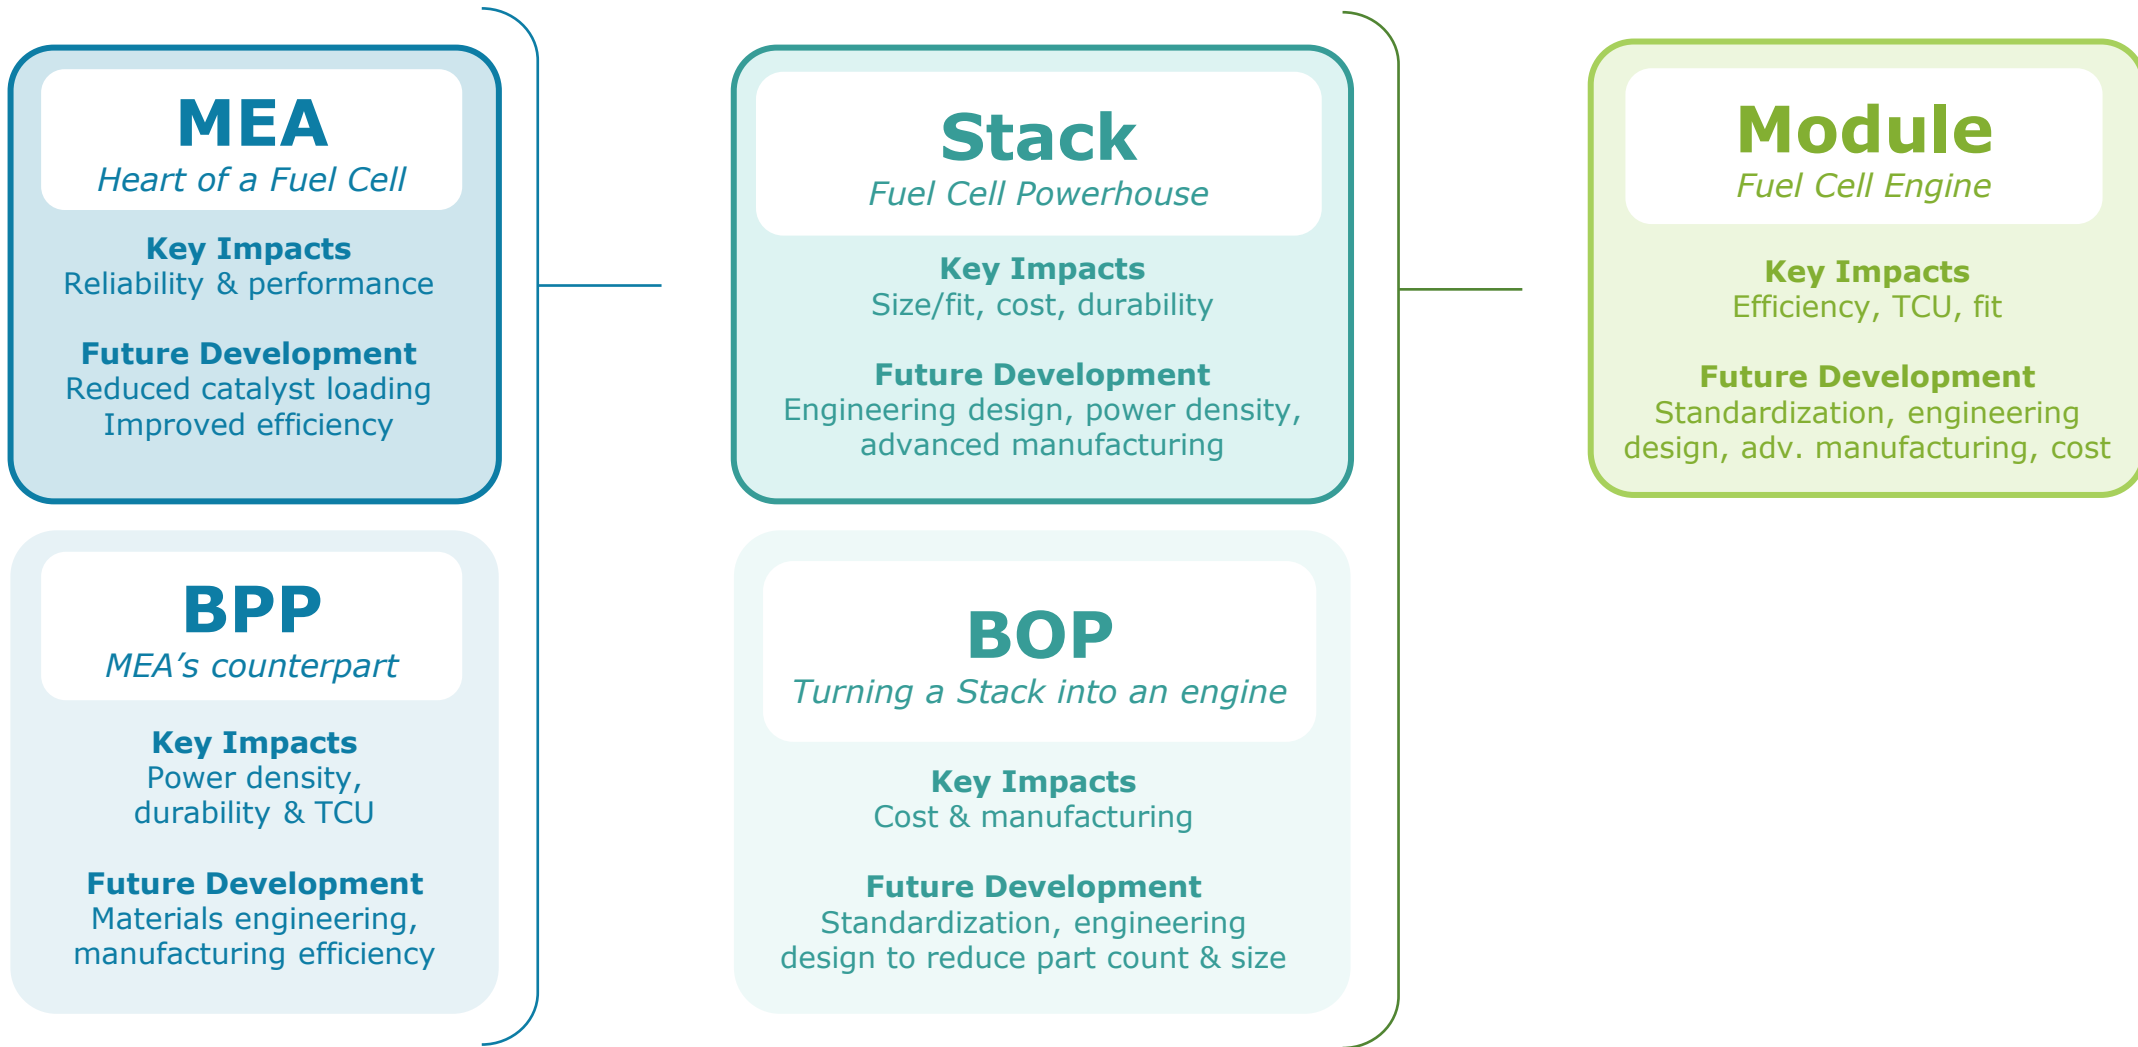 MEA
Heart of a Fuel Cell
Key Impacts
Reliability & performance
Future Development
Reduced catalyst loading
Improved efficiency
BPP
MEA’s counterpart
Key Impacts
Power density,
durability & TCU
Future Development
Materials engineering,
manufacturing efficiency
Stack
Fuel Cell Powerhouse
Key Impacts
Size/fit, cost, durability
Future Development
Engineering design, power density,
advanced manufacturing
BOP
Turning a Stack into an engine
Key Impacts
Cost & manufacturing
Future Development
Standardization, engineering
design to reduce part count & size
Module
Fuel Cell Engine
Key Impacts
Efficiency, TCU, fit
Future Development
Standardization, engineering
design, adv. manufacturing, cost